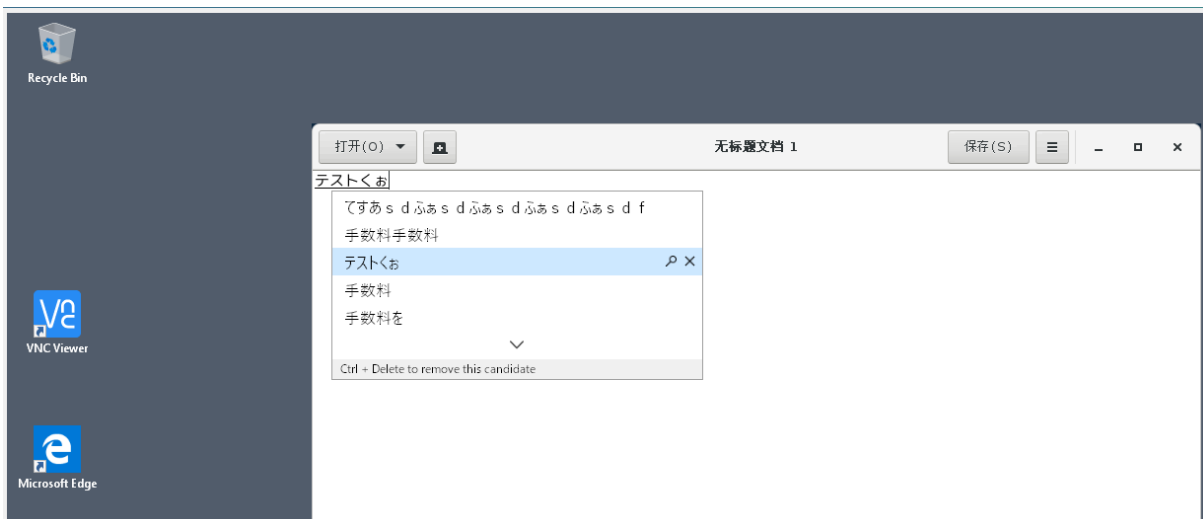 Recycle Bin
打开(O)
无标题文档 1
保存(S)
テストくぉ
てすあｓｄふぁｓｄふぁｓｄふぁｓｄふぁｓｄｆ
手数料手数料
テストくぉ
手数料
手数料を
Ctrl + Delete to remove this candidate
VNC Viewer
Microsoft Edge